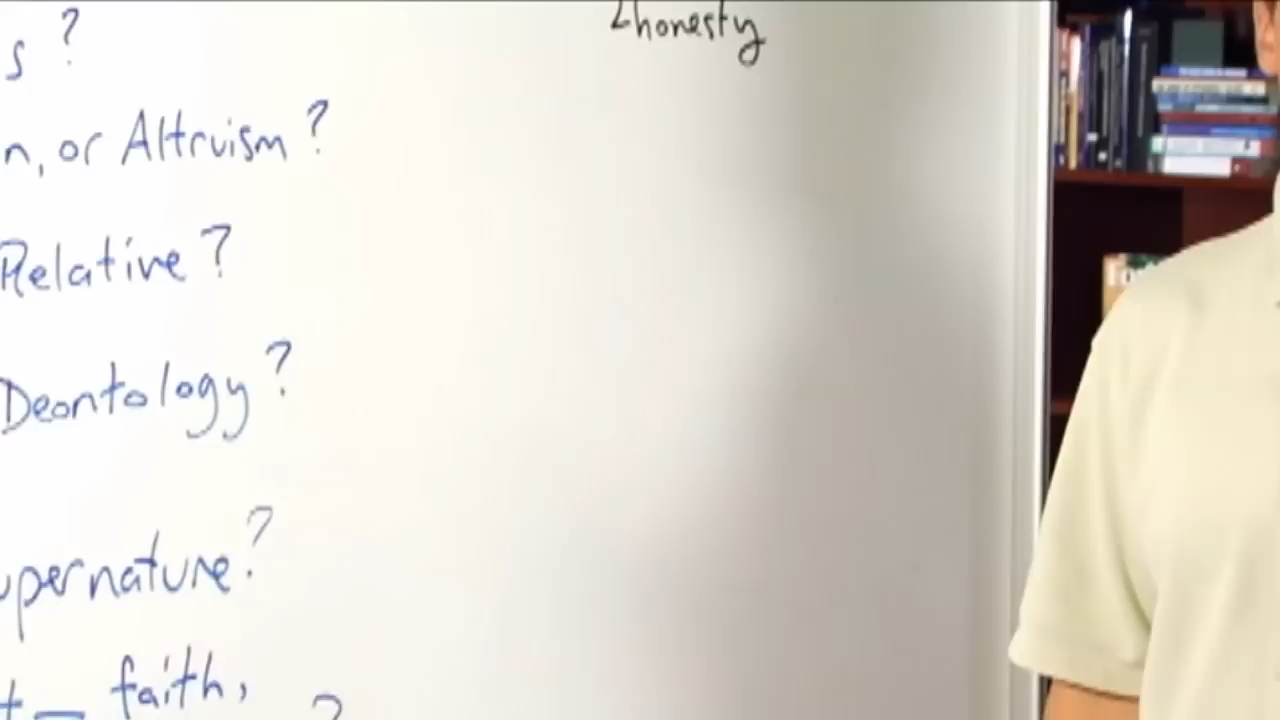 honesty
s ?
n, or Altruism ?
Relative ?
Deontology ?
upernature ?
t — faith,
?